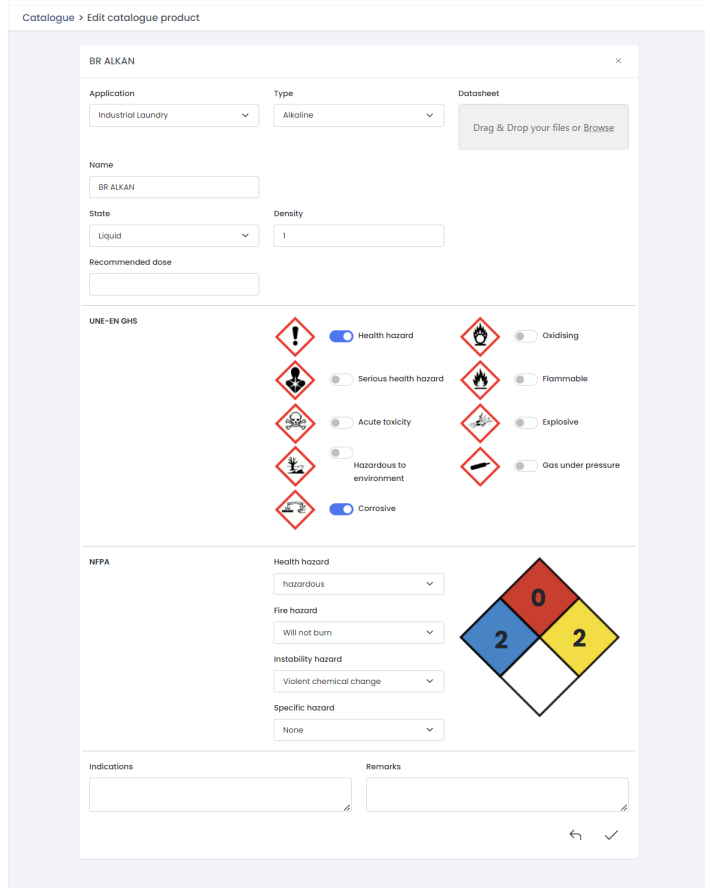 Catalogue > Edit catalogue product
BR ALKAN
×
Application
Type
Datasheet
Industrial Laundry
Alkaline
Drag & Drop your files or Browse
Name
BR ALKAN
State
Density
Liquid
1
Recommended dose
UNE-EN GHS
Health hazard
Oxidising
Serious health hazard
Flammable
Acute toxicity
Explosive
Hazardous to
environment
Gas under pressure
Corrosive
NFPA
Health hazard
hazardous
Fire hazard
Will not burn
Instability hazard
Violent chemical change
Specific hazard
None
0
2
2
Indications
Remarks